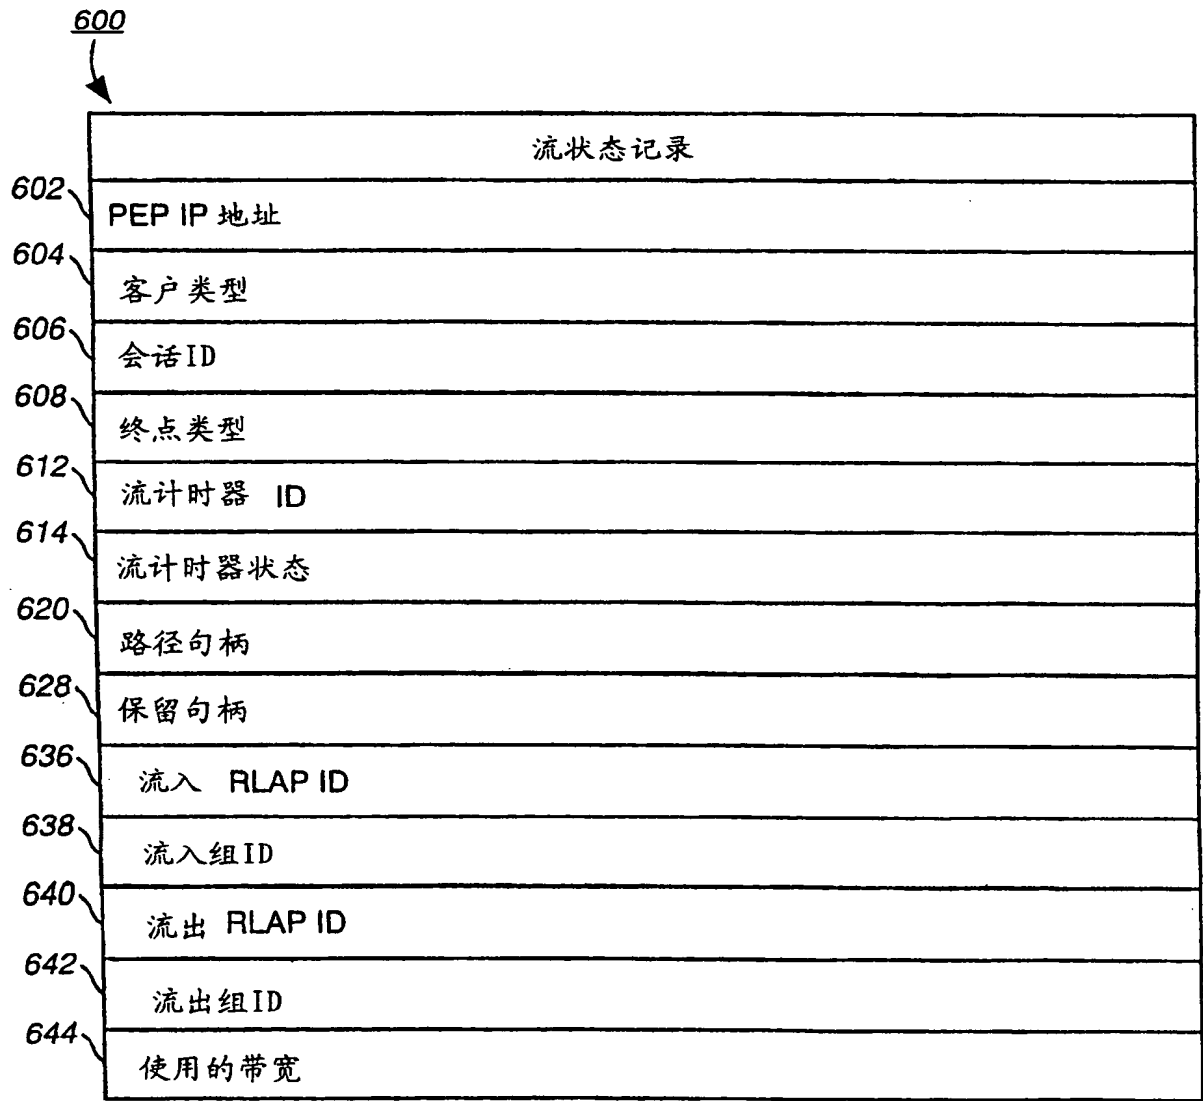 600
流状态记录
602 PEP IP 地址
604 客户类型
606 会话ID
608 终点类型
612 流计时器 ID
614 流计时器状态
620 路径句柄
628 保留句柄
636 流入 RLAP ID
638 流入组ID
640 流出 RLAP ID
642 流出组ID
644 使用的带宽